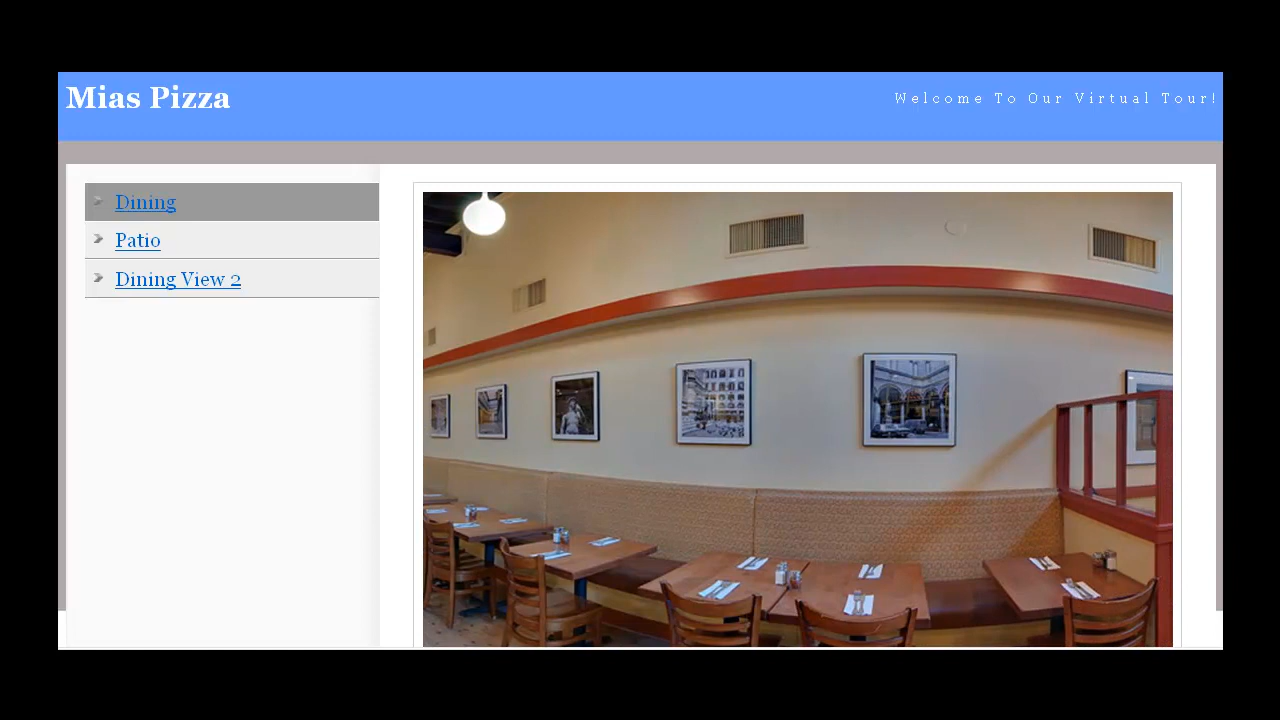 Mias Pizza
Welcome To Our Virtual Tour!
Dining
Patio
Dining View 2